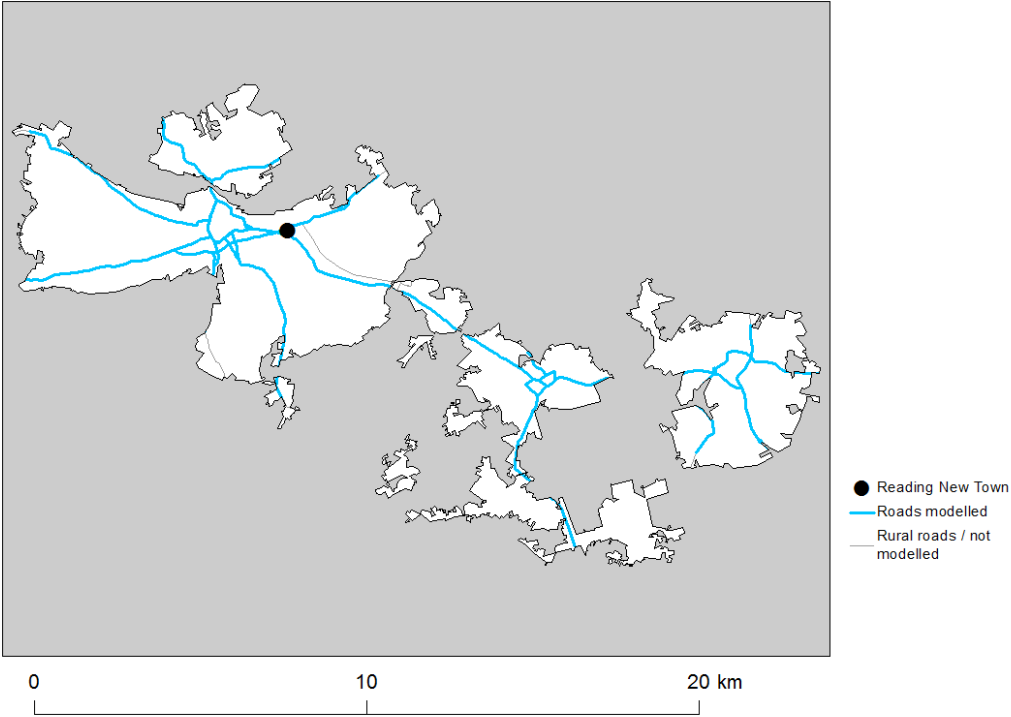 Reading New Town
Roads modelled
Rural roads / not
modelled
0 10 20 km